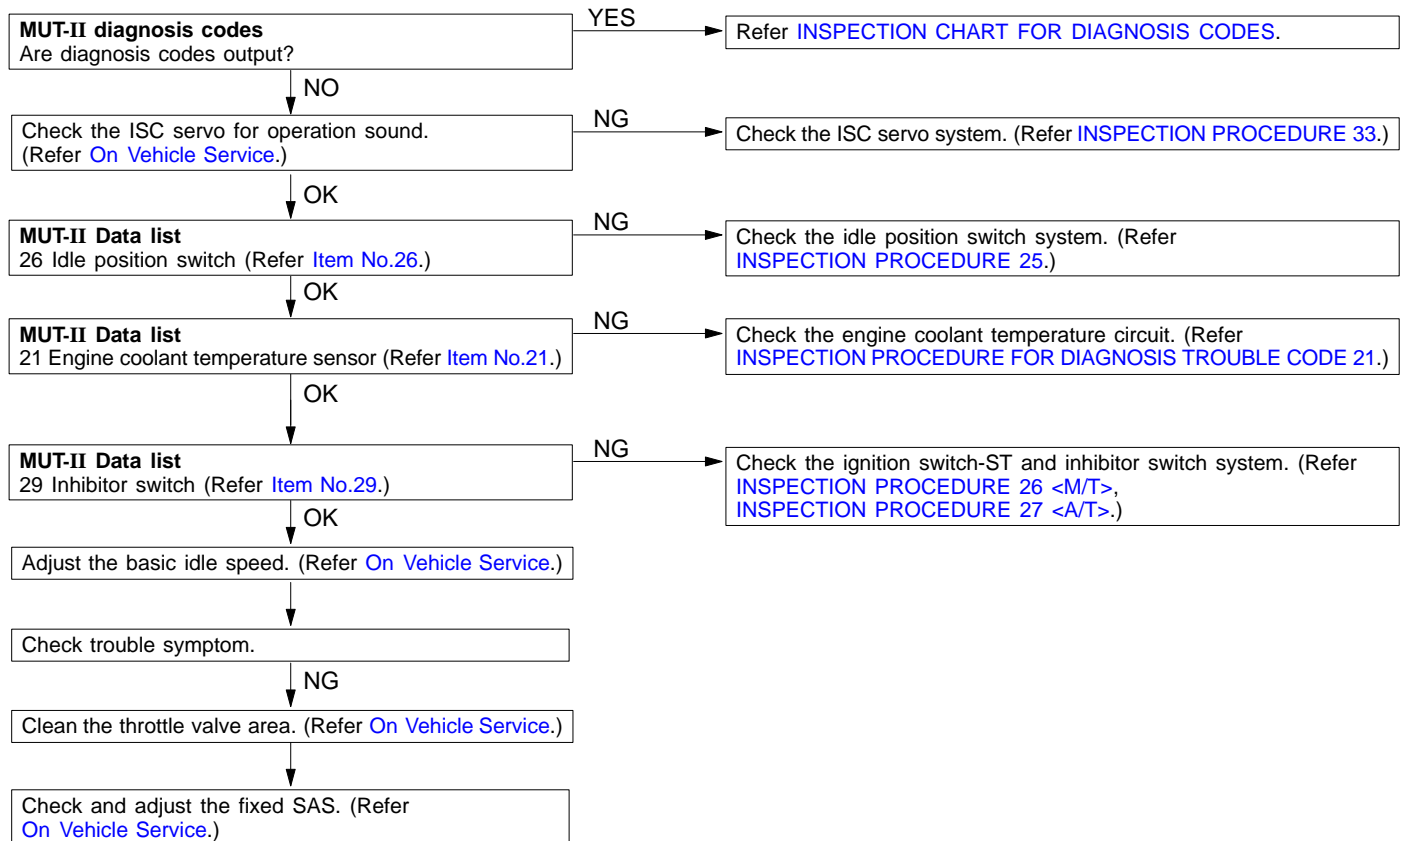 MUT-II diagnosis codes
Are diagnosis codes output?
YES
Refer INSPECTION CHART FOR DIAGNOSIS CODES.
NO
Check the ISC servo for operation sound.
(Refer On Vehicle Service.)
NG
Check the ISC servo system. (Refer INSPECTION PROCEDURE 33.)
OK
MUT-II Data list
26 Idle position switch (Refer Item No.26.)
NG
Check the idle position switch system. (Refer
INSPECTION PROCEDURE 25.)
OK
MUT-II Data list
21 Engine coolant temperature sensor (Refer Item No.21.)
NG
Check the engine coolant temperature circuit. (Refer
INSPECTION PROCEDURE FOR DIAGNOSIS TROUBLE CODE 21.)
OK
MUT-II Data list
29 Inhibitor switch (Refer Item No.29.)
NG
Check the ignition switch-ST and inhibitor switch system. (Refer
INSPECTION PROCEDURE 26 <M/T>,
INSPECTION PROCEDURE 27 <A/T>.)
OK
Adjust the basic idle speed. (Refer On Vehicle Service.)
Check trouble symptom.
NG
Clean the throttle valve area. (Refer On Vehicle Service.)
Check and adjust the fixed SAS. (Refer
On Vehicle Service.)